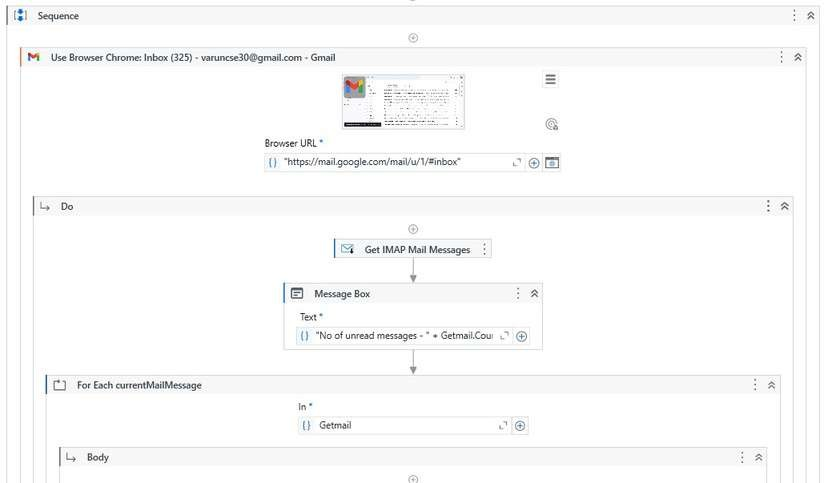 Sequence
Use Browser Chrome: Inbox (325) - varuncse30@gmail.com - Gmail
Browser URL *
"https://mail.google.com/mail/u/1/#inbox"
Do
Get IMAP Mail Messages
Message Box
Text *
"No of unread messages - " + Getmail.Cou
For Each currentMailMessage
In *
Getmail
Body